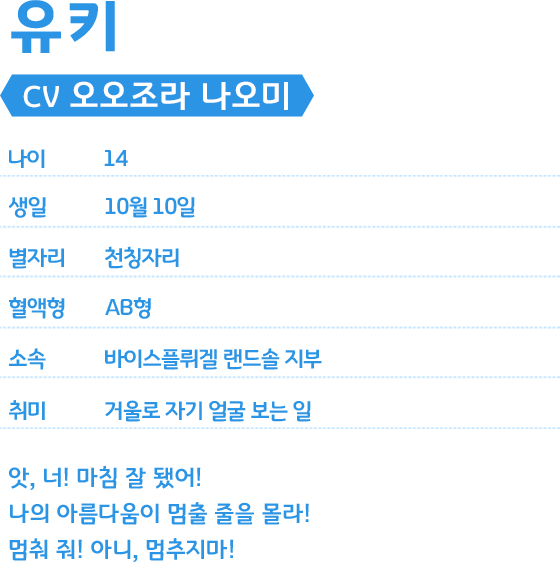 유키
CV 오오조라 나오미
나이 14
생일 10월 10일
별자리 천칭자리
혈액형 AB형
소속 바이스플뤼겔 랜드솔 지부
취미 거울로 자기 얼굴 보는 일
앗, 너! 마침 잘 됐어!
나의 아름다움이 멈출 줄을 몰라!
멈춰 줘! 아니, 멈추지마!